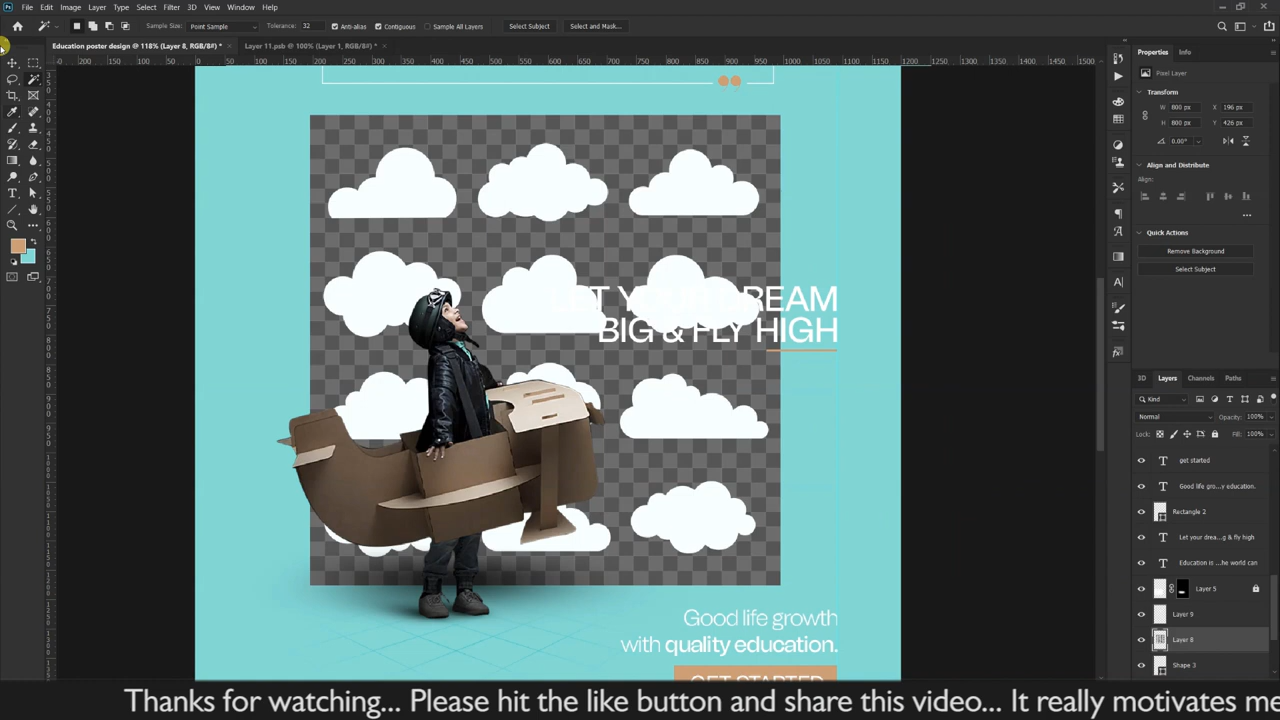 File Edit Image Layer Type Select Filter 3D View Window Help
Sample Size: Point Sample Tolerance: 32 Anti-alias Contiguous Sample All Layers Select Subject Select and Mask...
Education poster design @ 118% (Layer 8, RGB/8#) * × Layer 11.psb @ 100% (Layer 1, RGB/8#) * ×
LET YOUR DREAM
BIG & FLY HIGH
Good life growth
with quality education.
GET STARTED
Properties Info
Pixel Layer
Transform
W 800 px X 196 px
H 800 px Y 426 px
0.00°
Align and Distribute
Align:
...
Quick Actions
Remove Background
Select Subject
3D Layers Channels Paths
Kind
Normal Opacity: 100%
Lock: Fill: 100%
get started
Good life gro...y education.
Rectangle 2
Let your drea...g & fly high
Education is ...he world can
Layer 5
Layer 9
Layer 8
Shape 3
Thanks for watching... Please hit the like button and share this video... It really motivates me